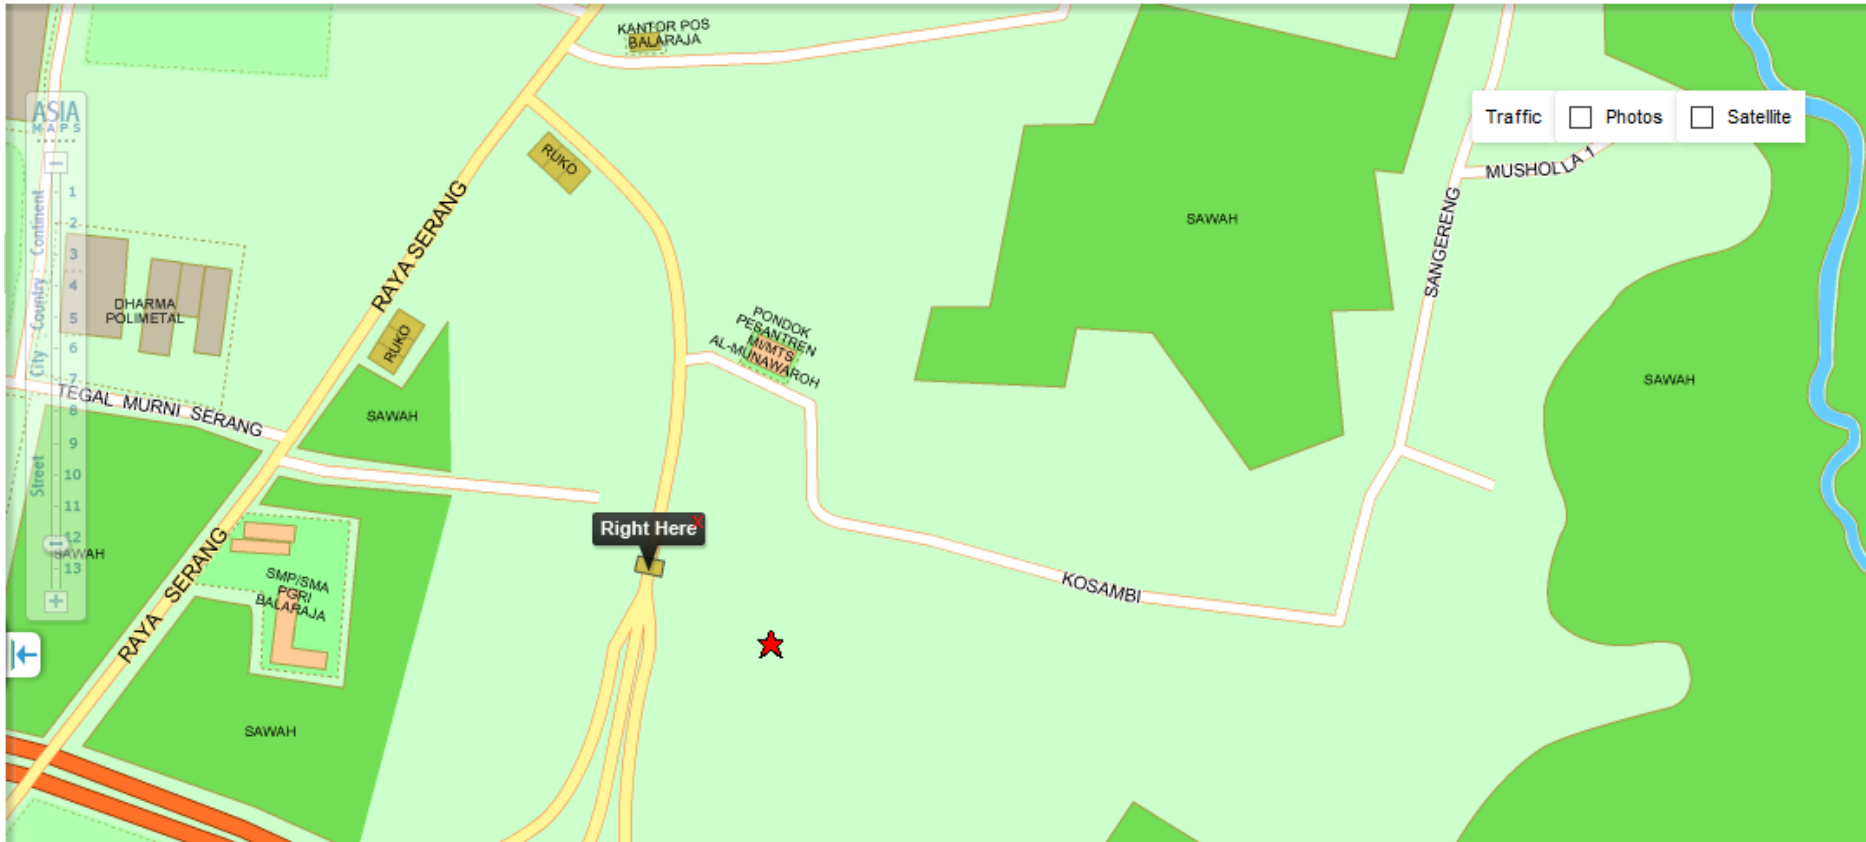 KANTOR POS
BALARAJA
ASIA
MAPS
Traffic
Photos
Satellite
RUKO
MUSHOLLA 1
Continent
Country
City
Street
1
2
3
4
5
6
7
8
9
10
11
12
13
RAYA SERANG
SAWAH
SANGERENG
DHARMA
POLIMETAL
RUKO
PONDOK
PESANTREN
MI/MTS
AL-MUNAWAROH
SAWAH
TEGAL MURNI SERANG
SAWAH
Right Here
X
SAWAH
RAYA SERANG
SMP/SMA
PGRI
BALARAJA
KOSAMBI
SAWAH